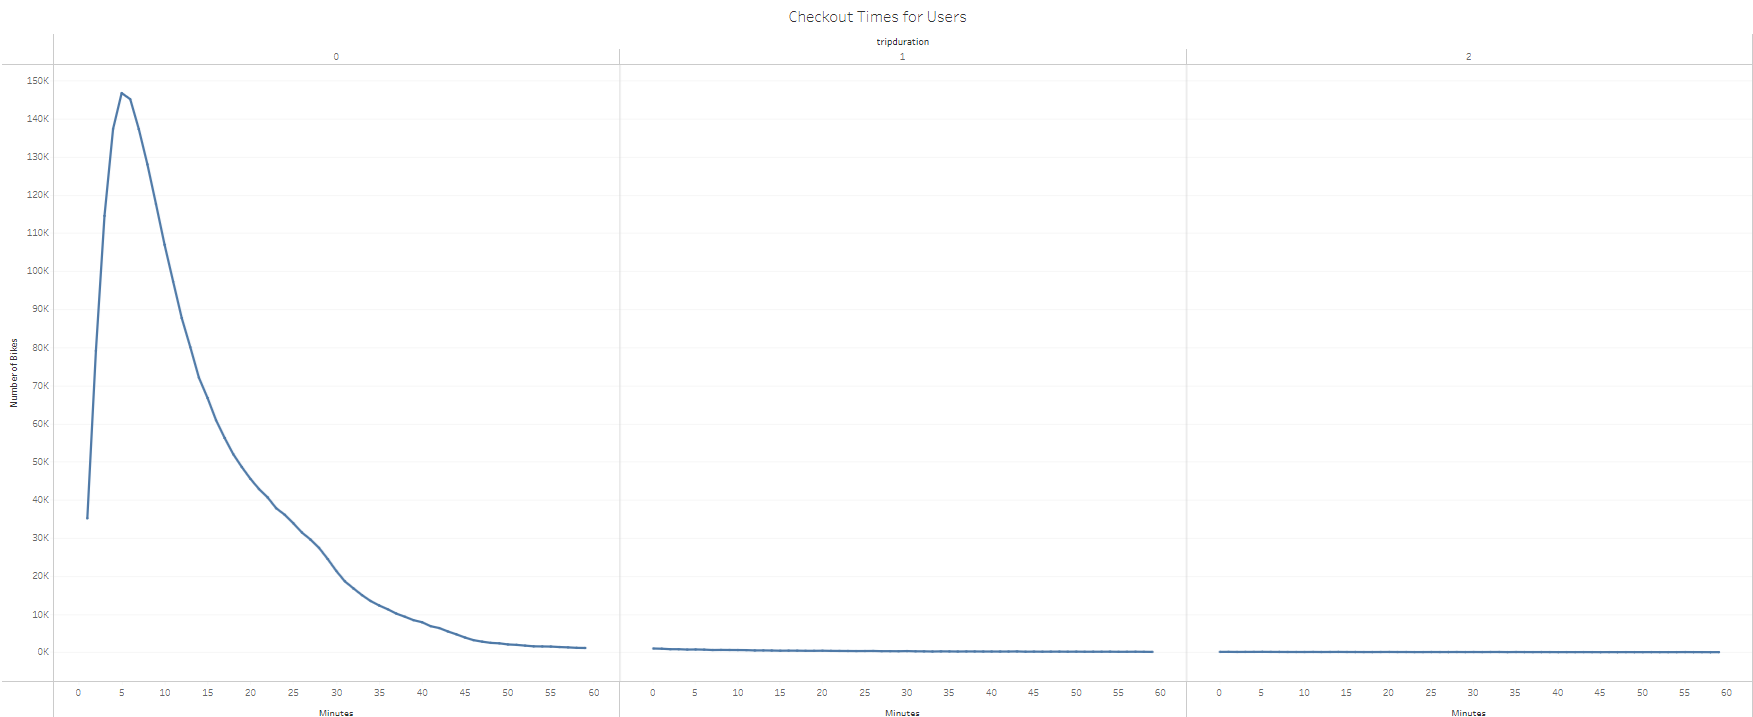 Checkout Times for Users
tripduration
0 1 2
150K
140K
130K
120K
110K
100K
90K
80K
70K
60K
50K
40K
30K
20K
10K
0K
Number of Bikes
0 5 10 15 20 25 30 35 40 45 50 55 60 0 5 10 15 20 25 30 35 40 45 50 55 60 0 5 10 15 20 25 30 35 40 45 50 55 60
Minutes Minutes Minutes